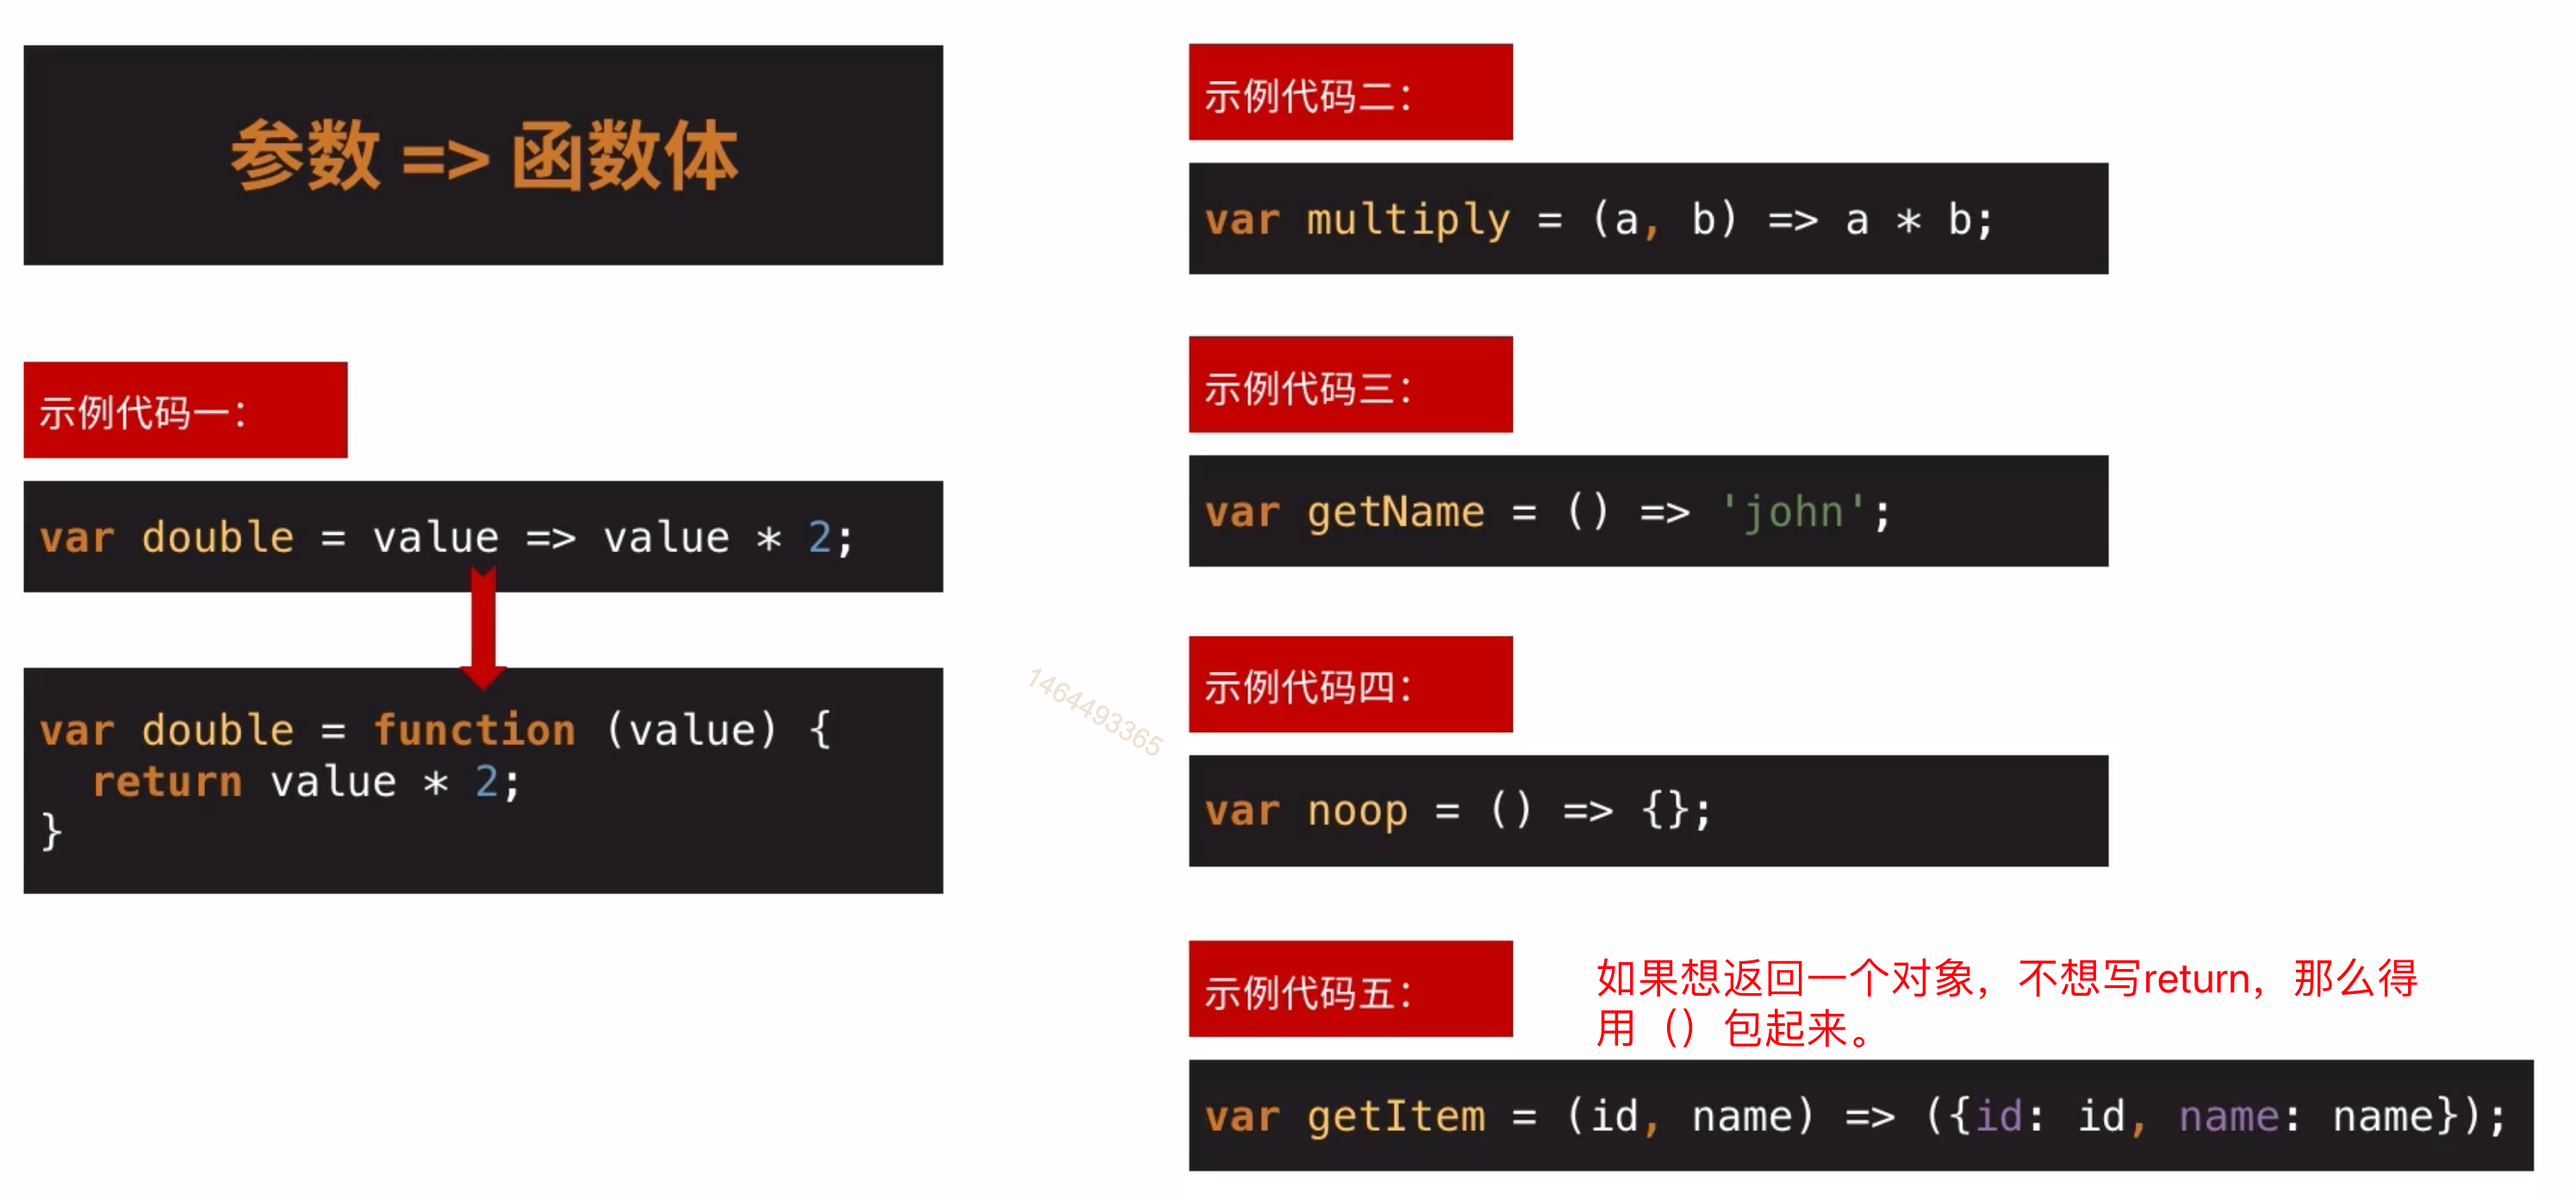 参数 => 函数体
示例代码一：
var double = value => value * 2;
var double = function (value) {
  return value * 2;
}
示例代码二：
var multiply = (a, b) => a * b;
示例代码三：
var getName = () => 'john';
示例代码四：
var noop = () => {};
示例代码五：
如果想返回一个对象，不想写return，那么得
用（）包起来。
var getItem = (id, name) => ({id: id, name: name});
1464493365